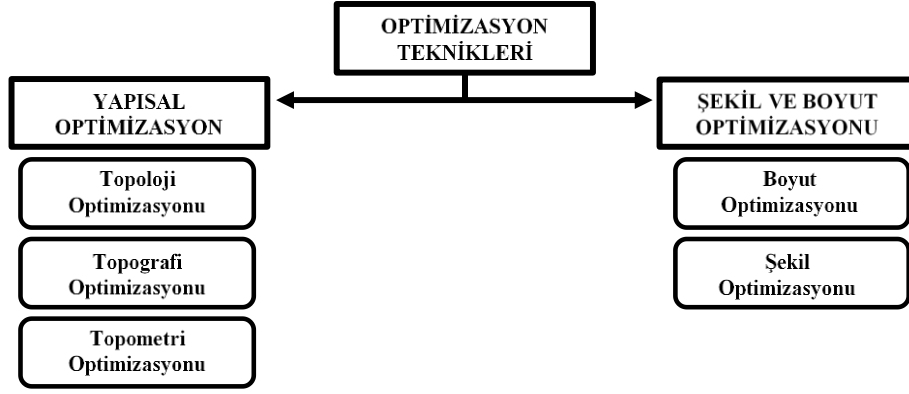 OPTİMİZASYON
TEKNİKLERİ
YAPISAL
OPTİMİZASYON
Topoloji
Optimizasyonu
Topografi
Optimizasyonu
Topometri
Optimizasyonu
ŞEKİL VE BOYUT
OPTİMİZASYONU
Boyut
Optimizasyonu
Şekil
Optimizasyonu